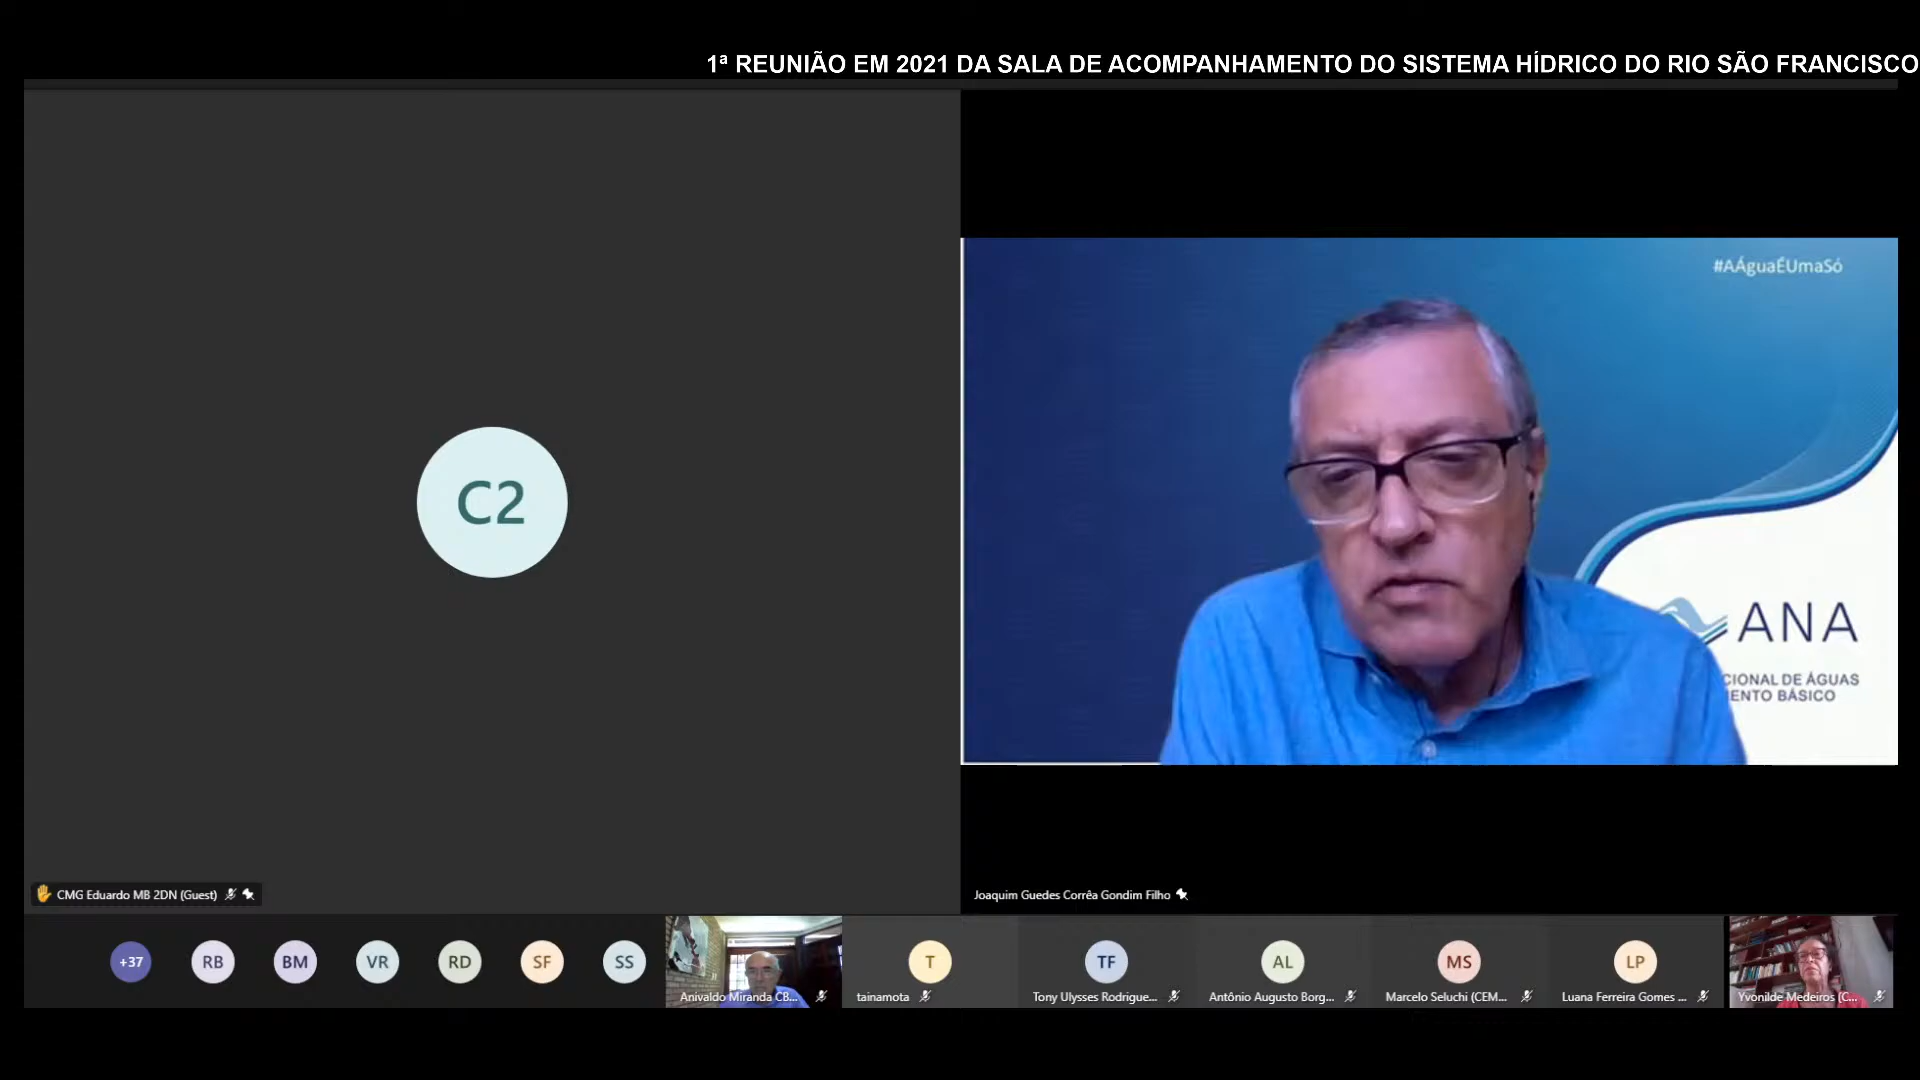 1ª REUNIÃO EM 2021 DA SALA DE ACOMPANHAMENTO DO SISTEMA HÍDRICO DO RIO SÃO FRANCISCO
#AÁguaÉUmaSó
C2
ANA
CIONAL DE ÁGUAS
ENTO BÁSICO
CMG Eduardo MB 2DN (Guest)
Joaquim Guedes Corrêa Gondim Filho
+37
RB
BM
VR
RD
SF
SS
Anivaldo Miranda CB...
T
tainamota
TF
Tony Ulysses Rodrigue...
AL
Antônio Augusto Borg...
MS
Marcelo Seluchi (CEM...
LP
Luana Ferreira Gomes ...
Yvonilde Medeiros (C...